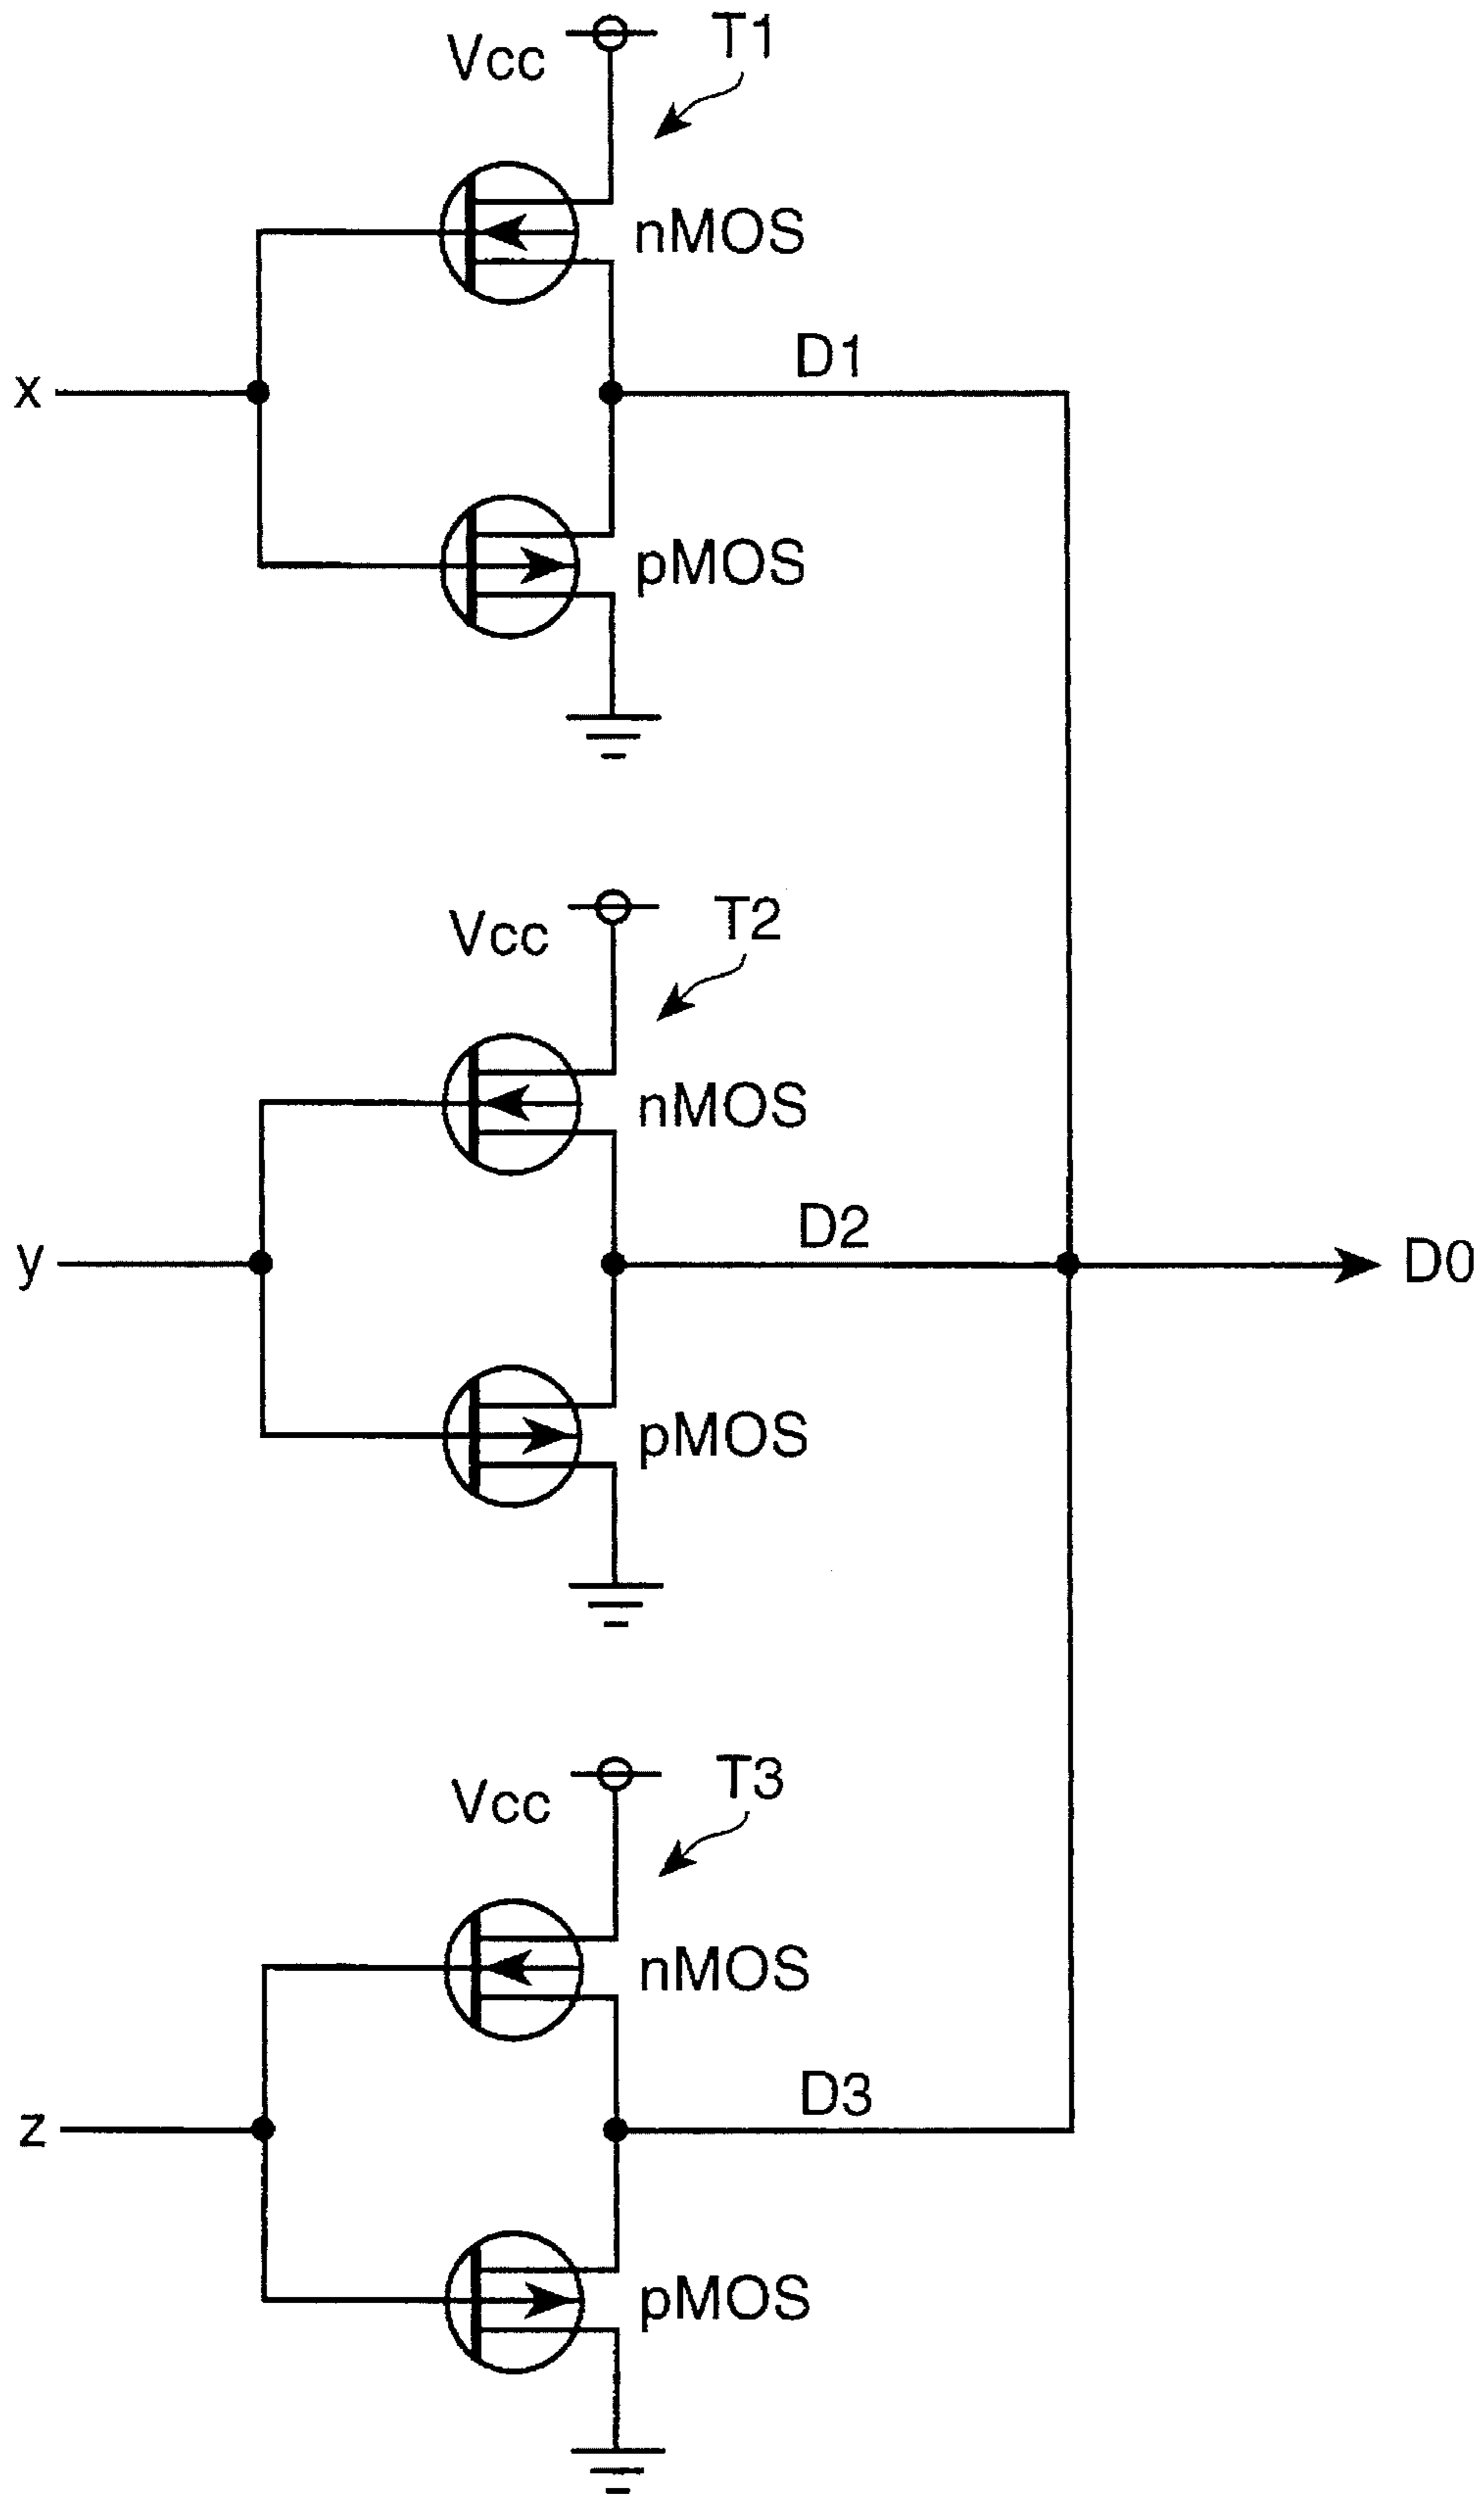 Vcc
T1
nMOS
D1
x
pMOS
Vcc
T2
nMOS
D2
y
D0
pMOS
Vcc
T3
nMOS
D3
z
pMOS